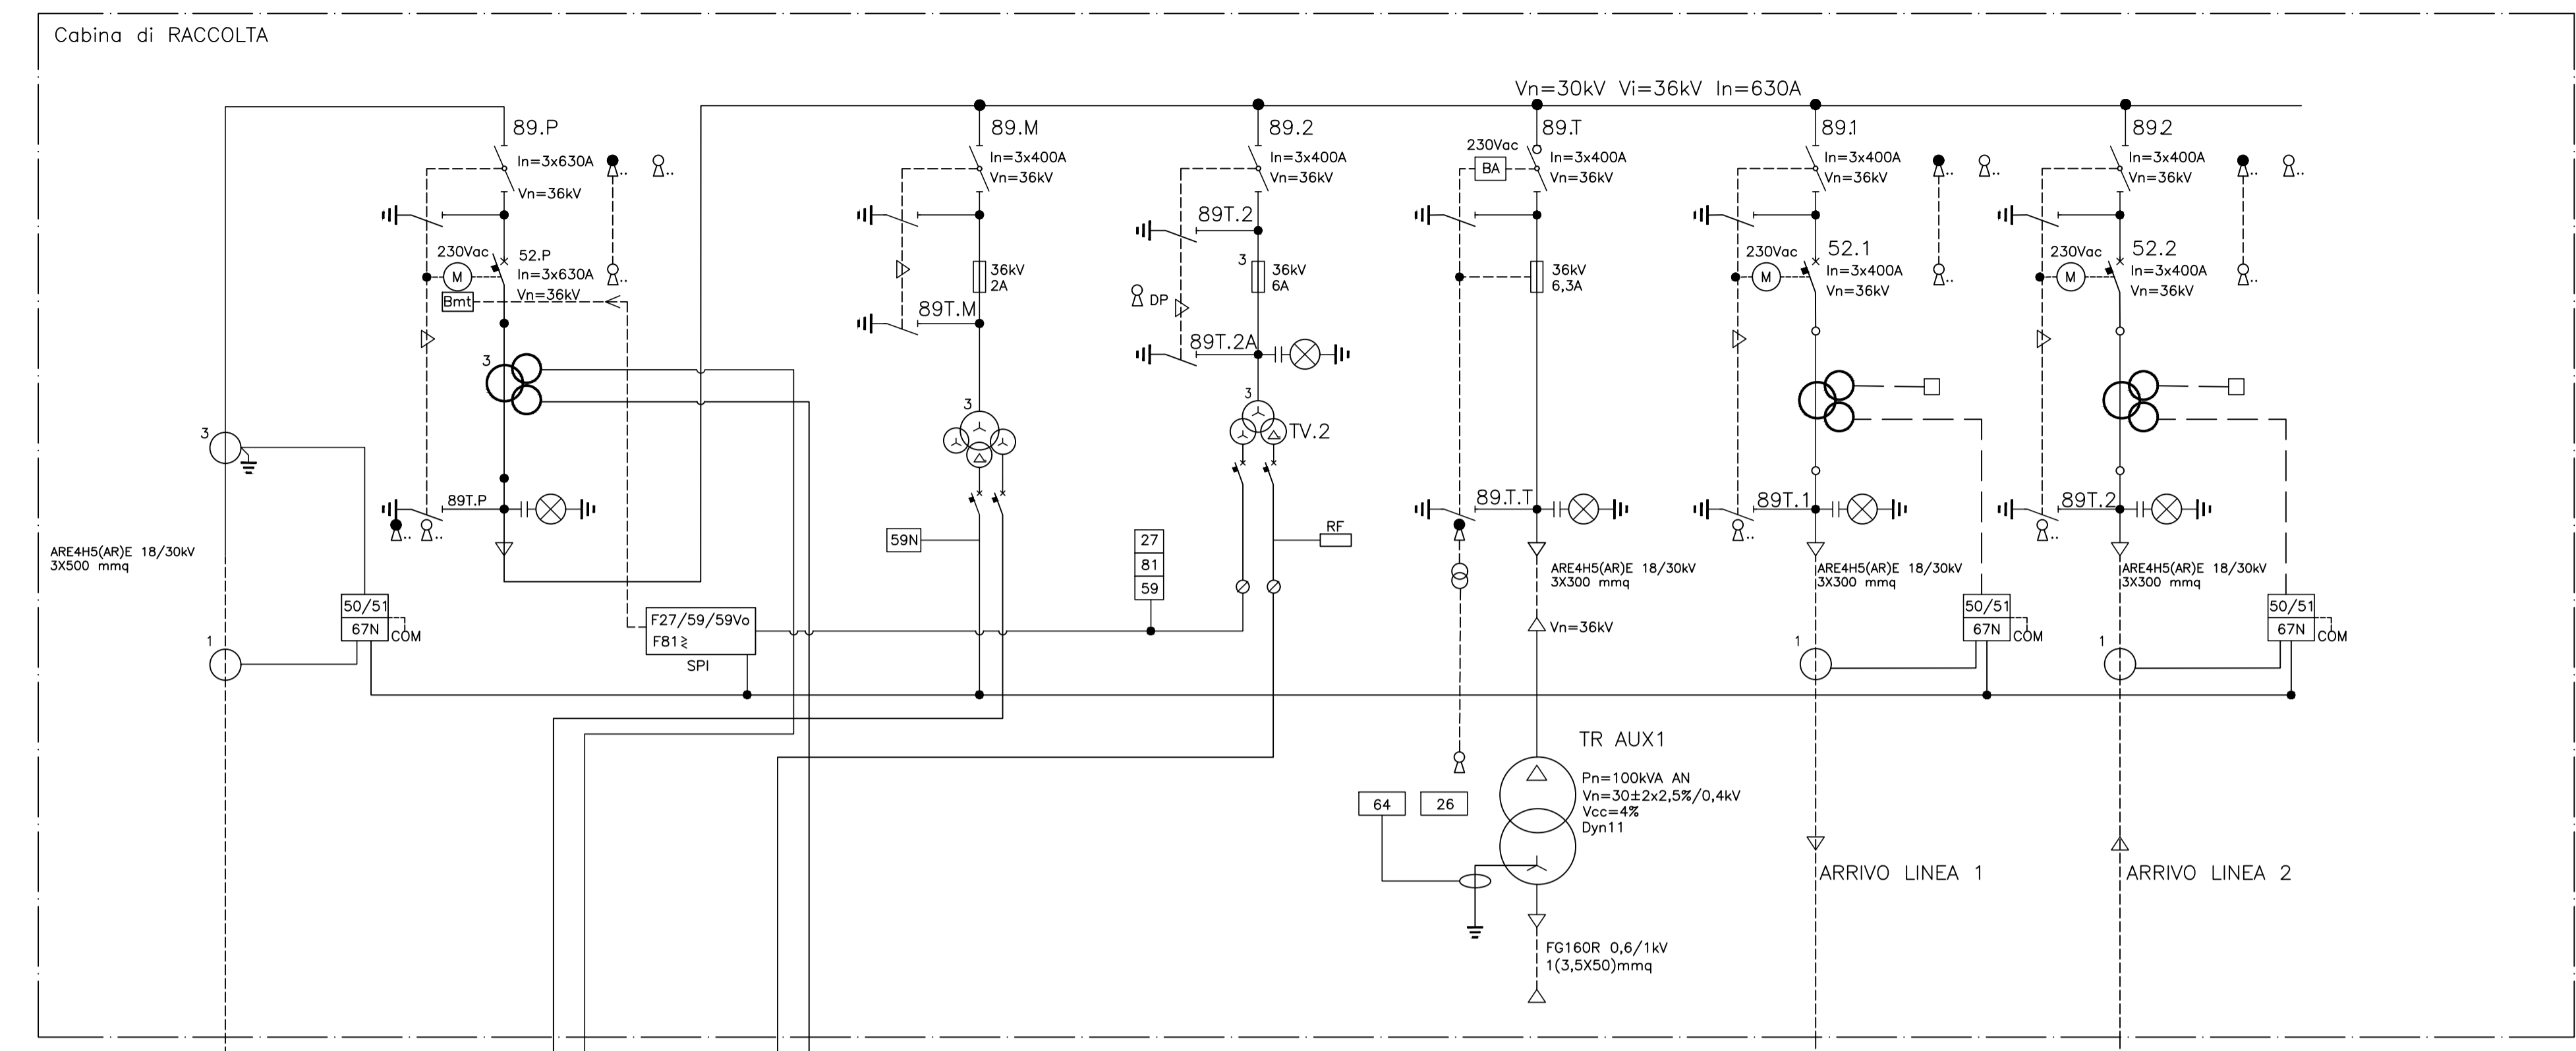 Cabina di RACCOLTA
Vn=30kV Vi=36kV In=630A
89.P
In=3x630A
Vn=36kV
230Vac
52.P
In=3x630A
Vn=36kV
M
Bmt
3
89T.P
3
ARE4H5(AR)E 18/30kV
3X500 mmq
1
50/51
67N
COM
F27/59/59Vo
F81≥
SPI
89.M
In=3x400A
Vn=36kV
36kV
2A
89T.M
3
59N
89.2
In=3x400A
Vn=36kV
89T.2
3
36kV
6A
DP
89T.2A
3
TV.2
27
81
59
RF
89.T
230Vac
BA
In=3x400A
Vn=36kV
36kV
6,3A
89.T.T
ARE4H5(AR)E 18/30kV
3X300 mmq
Vn=36kV
TR AUX1
Pn=100kVA AN
Vn=30±2x2,5%/0,4kV
Vcc=4%
Dyn11
64
26
FG160R 0,6/1kV
1(3,5X50)mmq
89.1
In=3x400A
Vn=36kV
230Vac
52.1
M
In=3x400A
Vn=36kV
89T.1
ARE4H5(AR)E 18/30kV
3X300 mmq
50/51
67N
COM
1
ARRIVO LINEA 1
89.2
In=3x400A
Vn=36kV
230Vac
52.2
M
In=3x400A
Vn=36kV
89T.2
ARE4H5(AR)E 18/30kV
3X300 mmq
50/51
67N
COM
1
ARRIVO LINEA 2